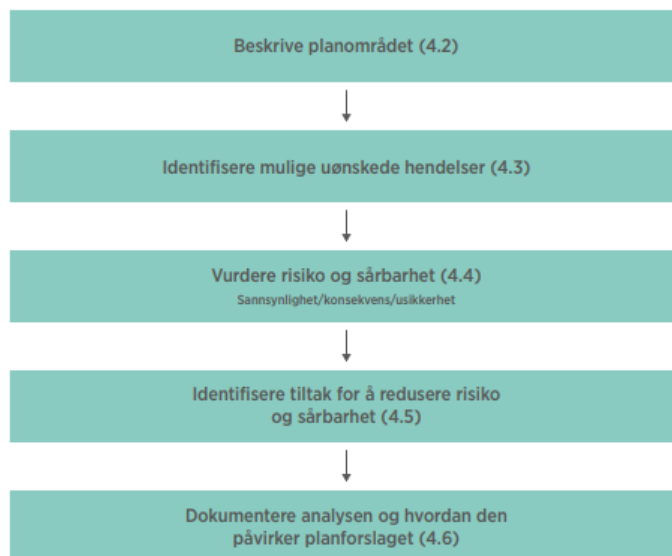 Beskrive planområdet (4.2)
Identifisere mulige uønskede hendelser (4.3)
Vurdere risiko og sårbarhet (4.4)
Sannsynlighet/konsekvens/usikkerhet
Identifisere tiltak for å redusere risiko
og sårbarhet (4.5)
Dokumentere analysen og hvordan den
påvirker planforslaget (4.6)